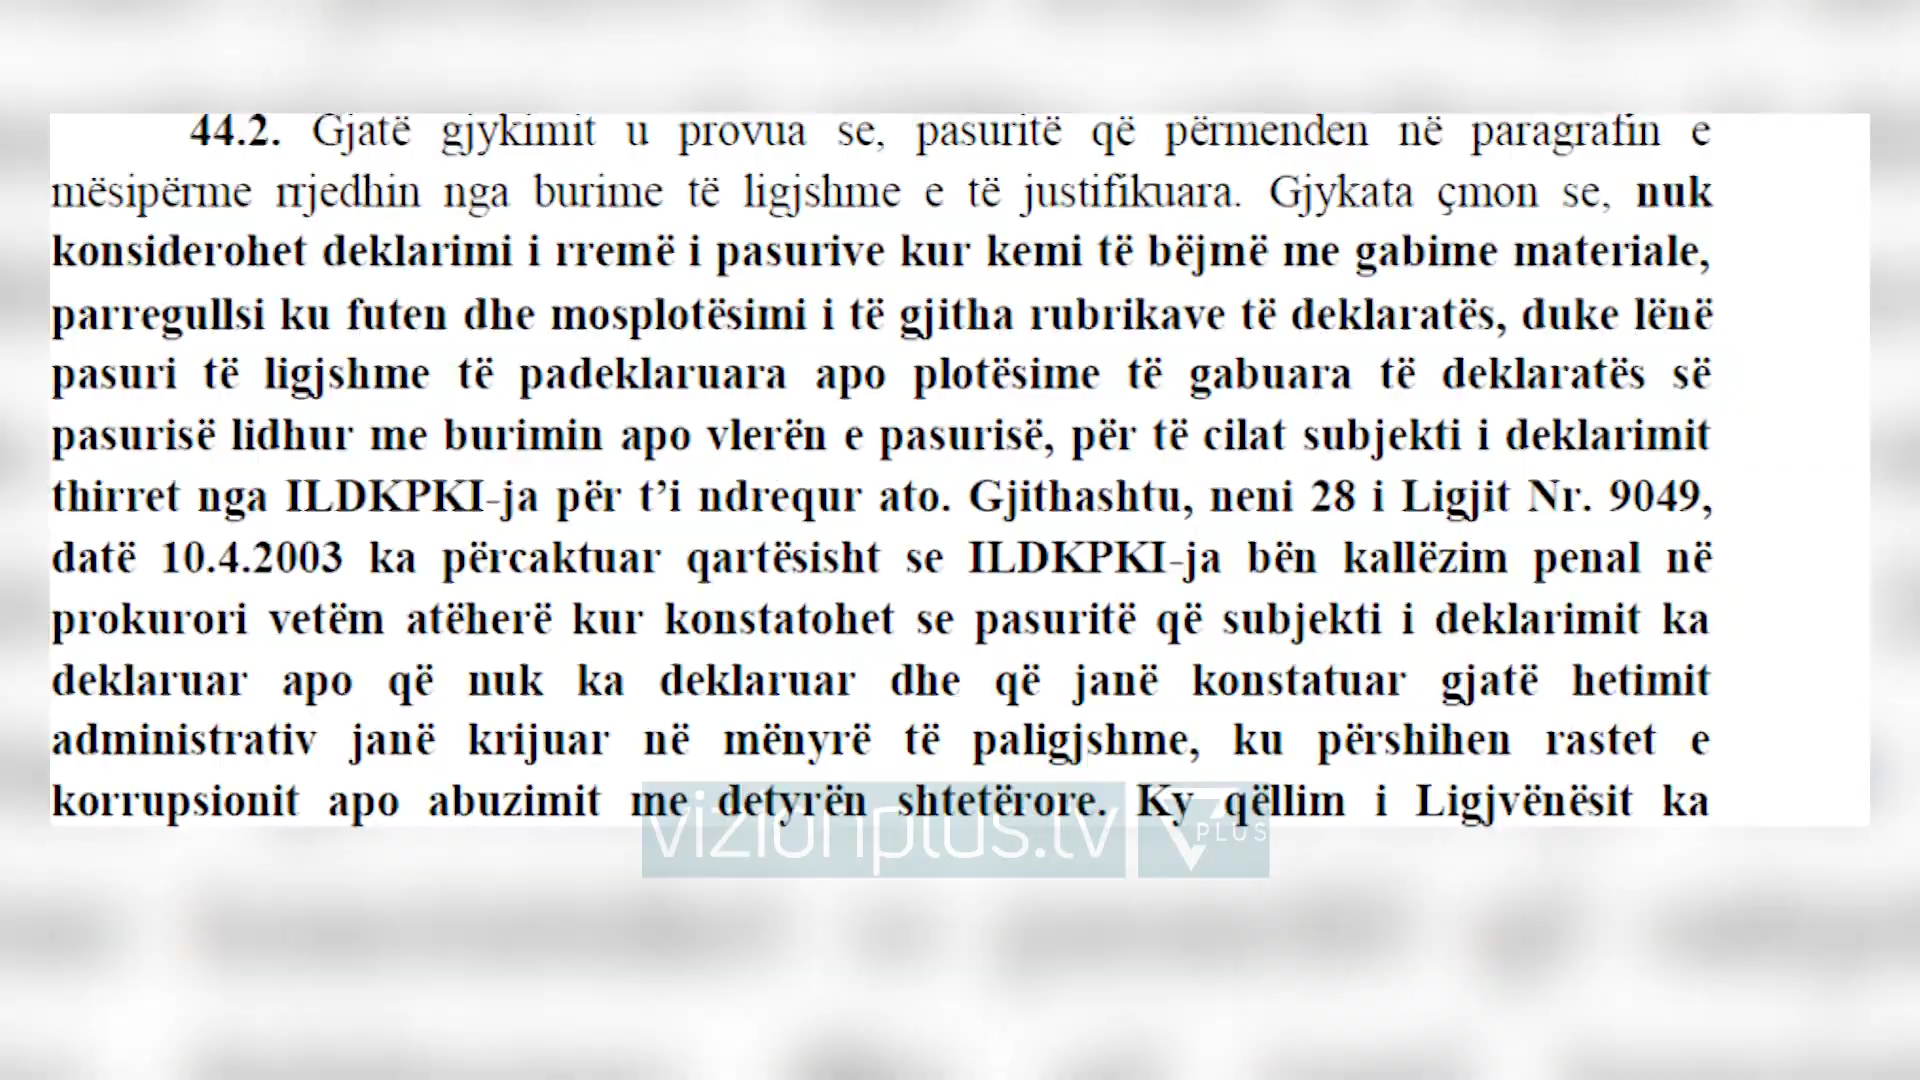 44.2. Gjatë gjykimit u provua se, pasuritë që përmenden në paragrafin e
mësipërme rrjedhin nga burime të ligjshme e të justifikuara. Gjykata çmon se, nuk
konsiderohet deklarimi i rremë i pasurive kur kemi të bëjmë me gabime materiale,
parregullsi ku futen dhe mosplotësimi i të gjitha rubrikave të deklaratës, duke lënë
pasuri të ligjshme të padeklaruara apo plotësime të gabuara të deklaratës së
pasurisë lidhur me burimin apo vlerën e pasurisë, për të cilat subjekti i deklarimit
thirret nga ILDKPKI-ja për t’i ndrequr ato. Gjithashtu, neni 28 i Ligjit Nr. 9049,
datë 10.4.2003 ka përcaktuar qartësisht se ILDKPKI-ja bën kallëzim penal në
prokurori vetëm atëherë kur konstatohet se pasuritë që subjekti i deklarimit ka
deklaruar apo që nuk ka deklaruar dhe që janë konstatuar gjatë hetimit
administrativ janë krijuar në mënyrë të paligjshme, ku përshihen rastet e
korrupsionit apo abuzimit me detyrën shtetërore. Ky qëllim i Ligjvënësit ka
vizionplus.tv PLUS